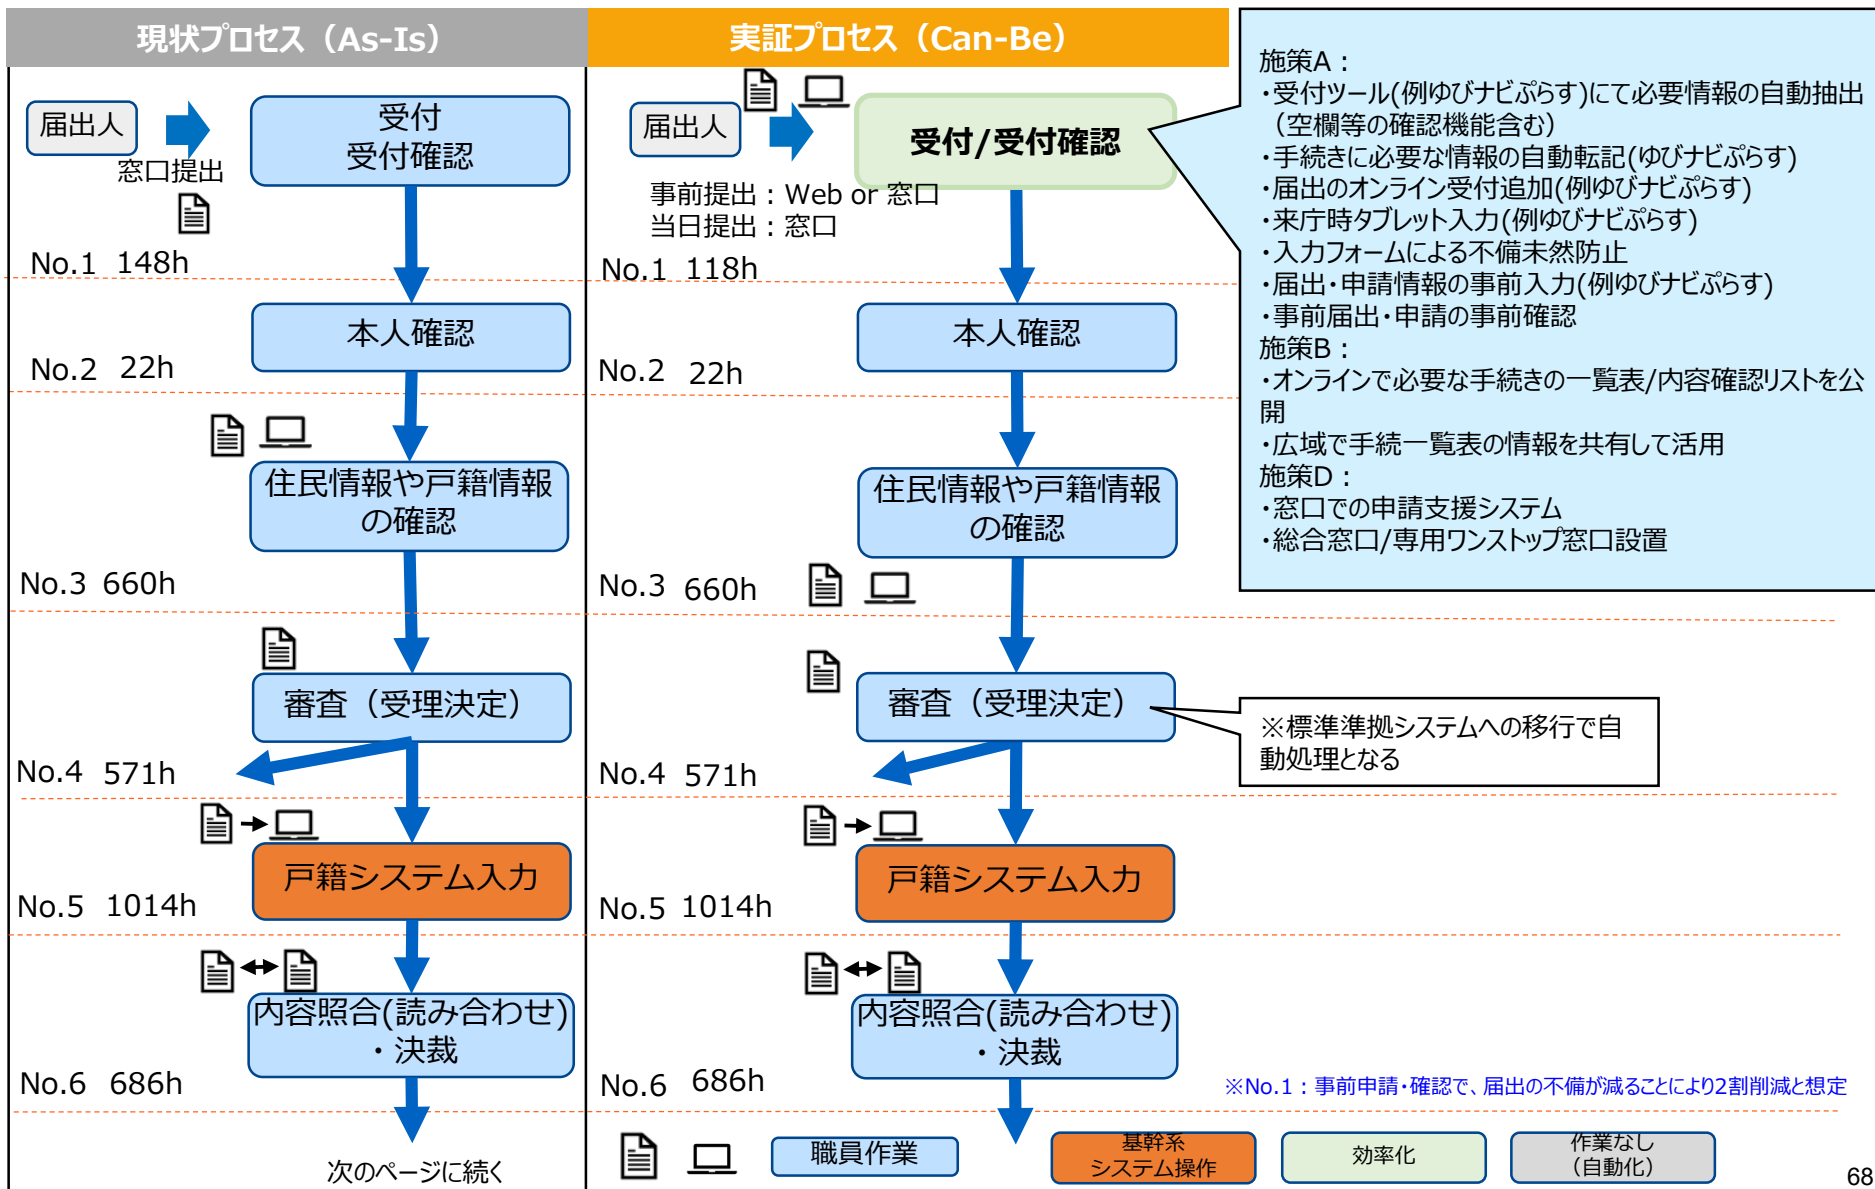 現状プロセス（As-Is）
届出人
窓口提出
受付
受付確認
No.1 148h
本人確認
No.2 22h
住民情報や戸籍情報
の確認
No.3 660h
審査（受理決定）
No.4 571h
戸籍システム入力
No.5 1014h
内容照合(読み合わせ)
・決裁
No.6 686h
次のページに続く
実証プロセス（Can-Be）
届出人
受付/受付確認
事前提出：Web or 窓口
当日提出：窓口
No.1 118h
本人確認
No.2 22h
住民情報や戸籍情報
の確認
No.3 660h
審査（受理決定）
No.4 571h
戸籍システム入力
No.5 1014h
内容照合(読み合わせ)
・決裁
No.6 686h
施策A：
・受付ツール(例ゆびナビぷらす)にて必要情報の自動抽出
（空欄等の確認機能含む）
・手続きに必要な情報の自動転記(ゆびナビぷらす)
・届出のオンライン受付追加(例ゆびナビぷらす)
・来庁時タブレット入力(例ゆびナビぷらす)
・入力フォームによる不備未然防止
・届出・申請情報の事前入力(例ゆびナビぷらす)
・事前届出・申請の事前確認
施策B：
・オンラインで必要な手続きの一覧表/内容確認リストを公
開
・広域で手続一覧表の情報を共有して活用
施策D：
・窓口での申請支援システム
・総合窓口/専用ワンストップ窓口設置
※標準準拠システムへの移行で自
動処理となる
※No.1：事前申請・確認で、届出の不備が減ることにより2割削減と想定
職員作業
基幹系
システム操作
効率化
作業なし
（自動化）
68